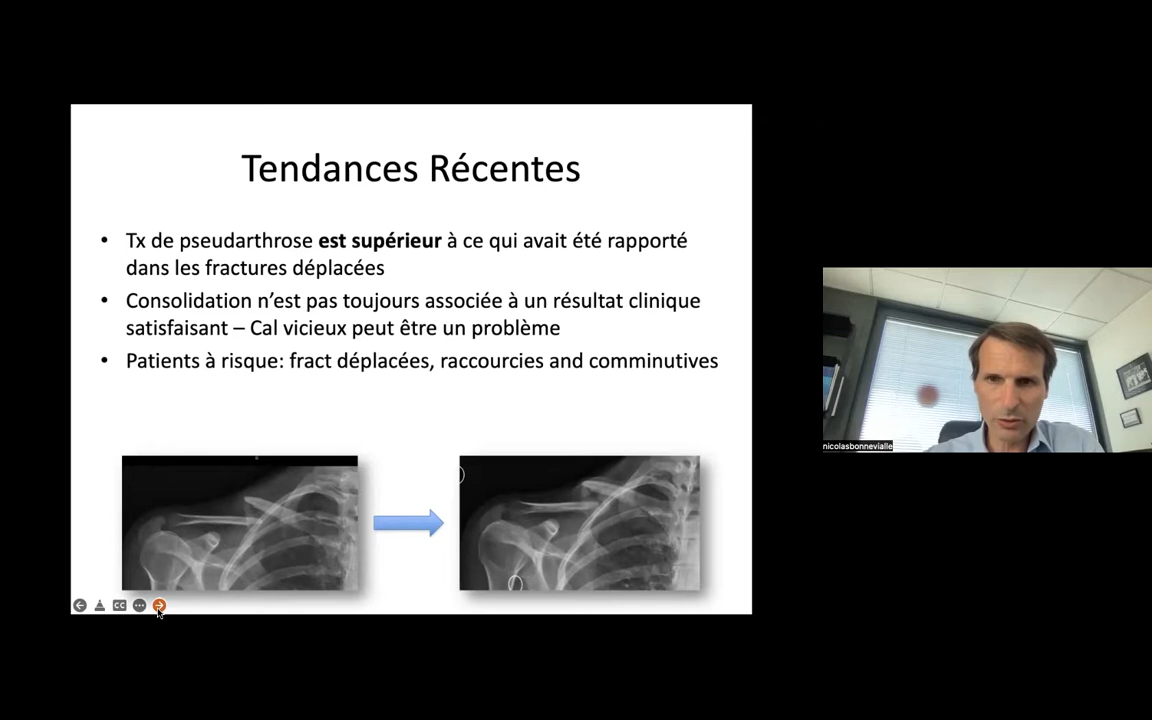 Tendances Récentes
• Tx de pseudarthrose est supérieur à ce qui avait été rapporté
dans les fractures déplacées
• Consolidation n’est pas toujours associée à un résultat clinique
satisfaisant – Cal vicieux peut être un problème
• Patients à risque: fract déplacées, raccourcies and comminutives
CC
nicolasbonnevialle